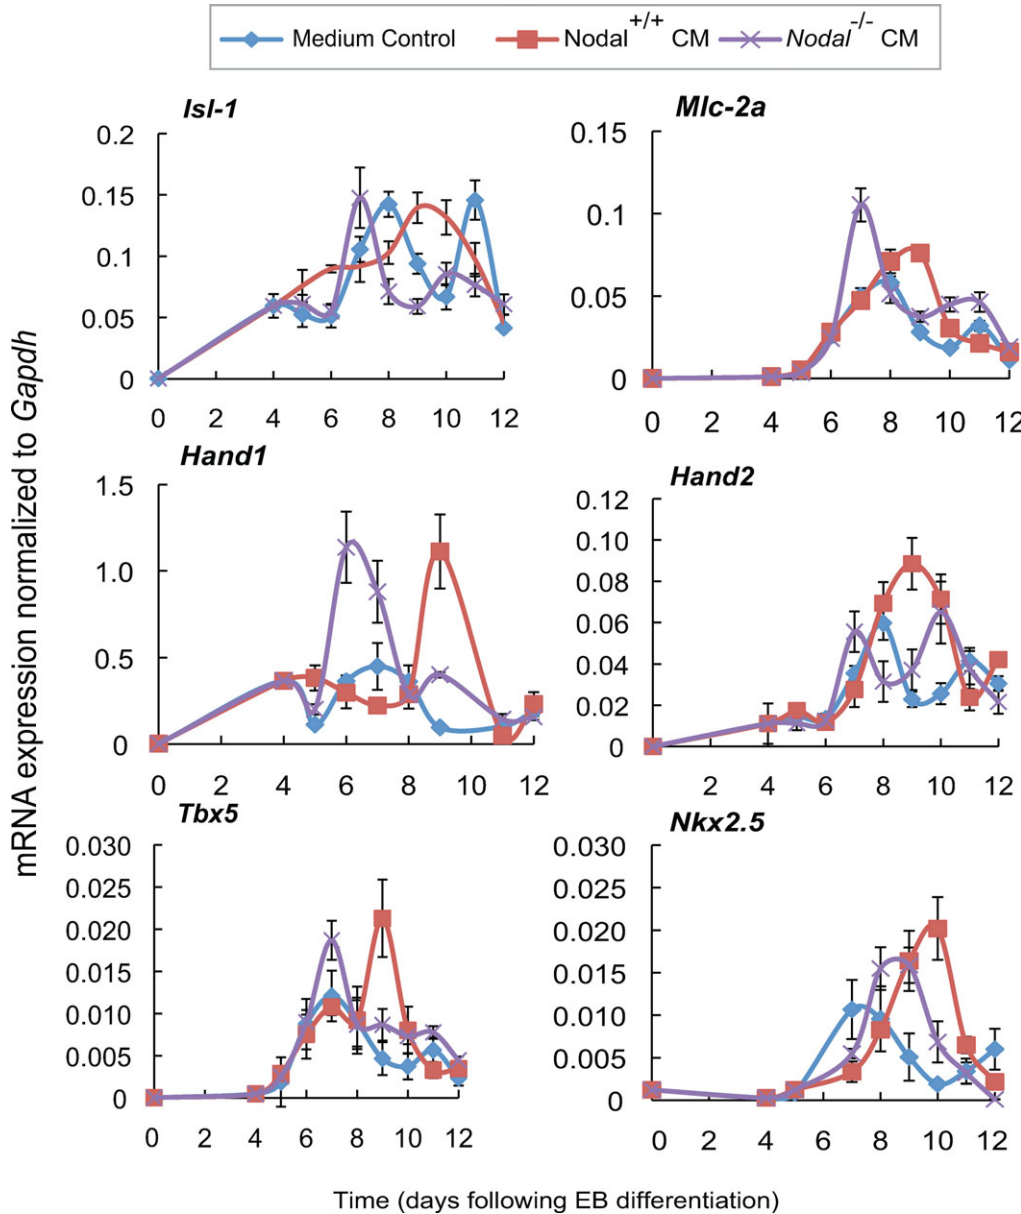 Medium Control Nodal+/+ CM Nodal-/- CM
Isl-1
0.2
0.15
0.1
0.05
0
0 2 4 6 8 10 12
Mlc-2a
0.15
0.1
0.05
0
0 2 4 6 8 10 12
Hand1
1.5
1.0
0.5
0
0 2 4 6 8 10 12
Hand2
0.12
0.10
0.08
0.06
0.04
0.02
0
0 2 4 6 8 10 12
Tbx5
0.030
0.025
0.020
0.015
0.010
0.005
0
0 2 4 6 8 10 12
Nkx2.5
0.030
0.025
0.020
0.015
0.010
0.005
0
0 4 6 8 10 12
mRNA expression normalized to Gapdh
Time (days following EB differentiation)